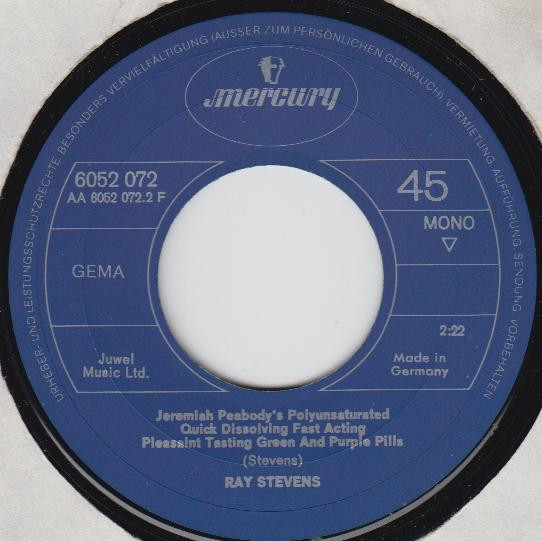 URHEBER- UND LEISTUNGSSCHUTZRECHTE BESONDERS VERVIELFÄLTIGUNG (AUSSER ZUM PERSÖNLICHEN GEBRAUCH), VERMIETUNG, AUFFÜHRUNG, SENDUNG VORBEHALTEN
mercury
6052 072
AA 6052 072.2 F
45
MONO
GEMA
2:22
Juwel
Music Ltd.
Made in
Germany
Jeremiah Peabody's Polyunsaturated
Quick Dissolving Fast Acting
Pleasaint Tasting Green And Purple Pills
(Stevens)
RAY STEVENS